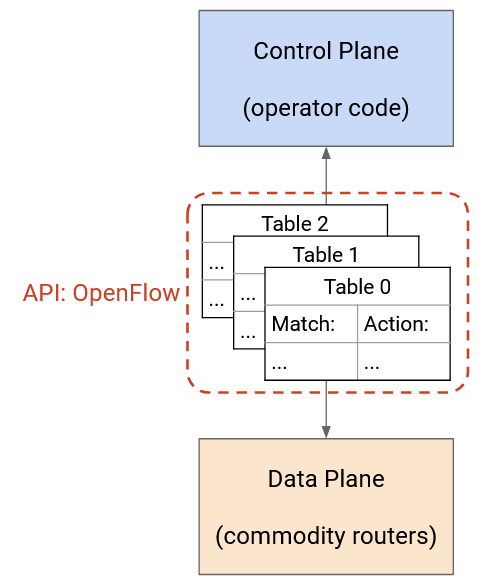 Control Plane
(operator code)
Table 2
...
...
Table 1
...
...
Table 0
Match: Action:
... ...
API: OpenFlow
Data Plane
(commodity routers)